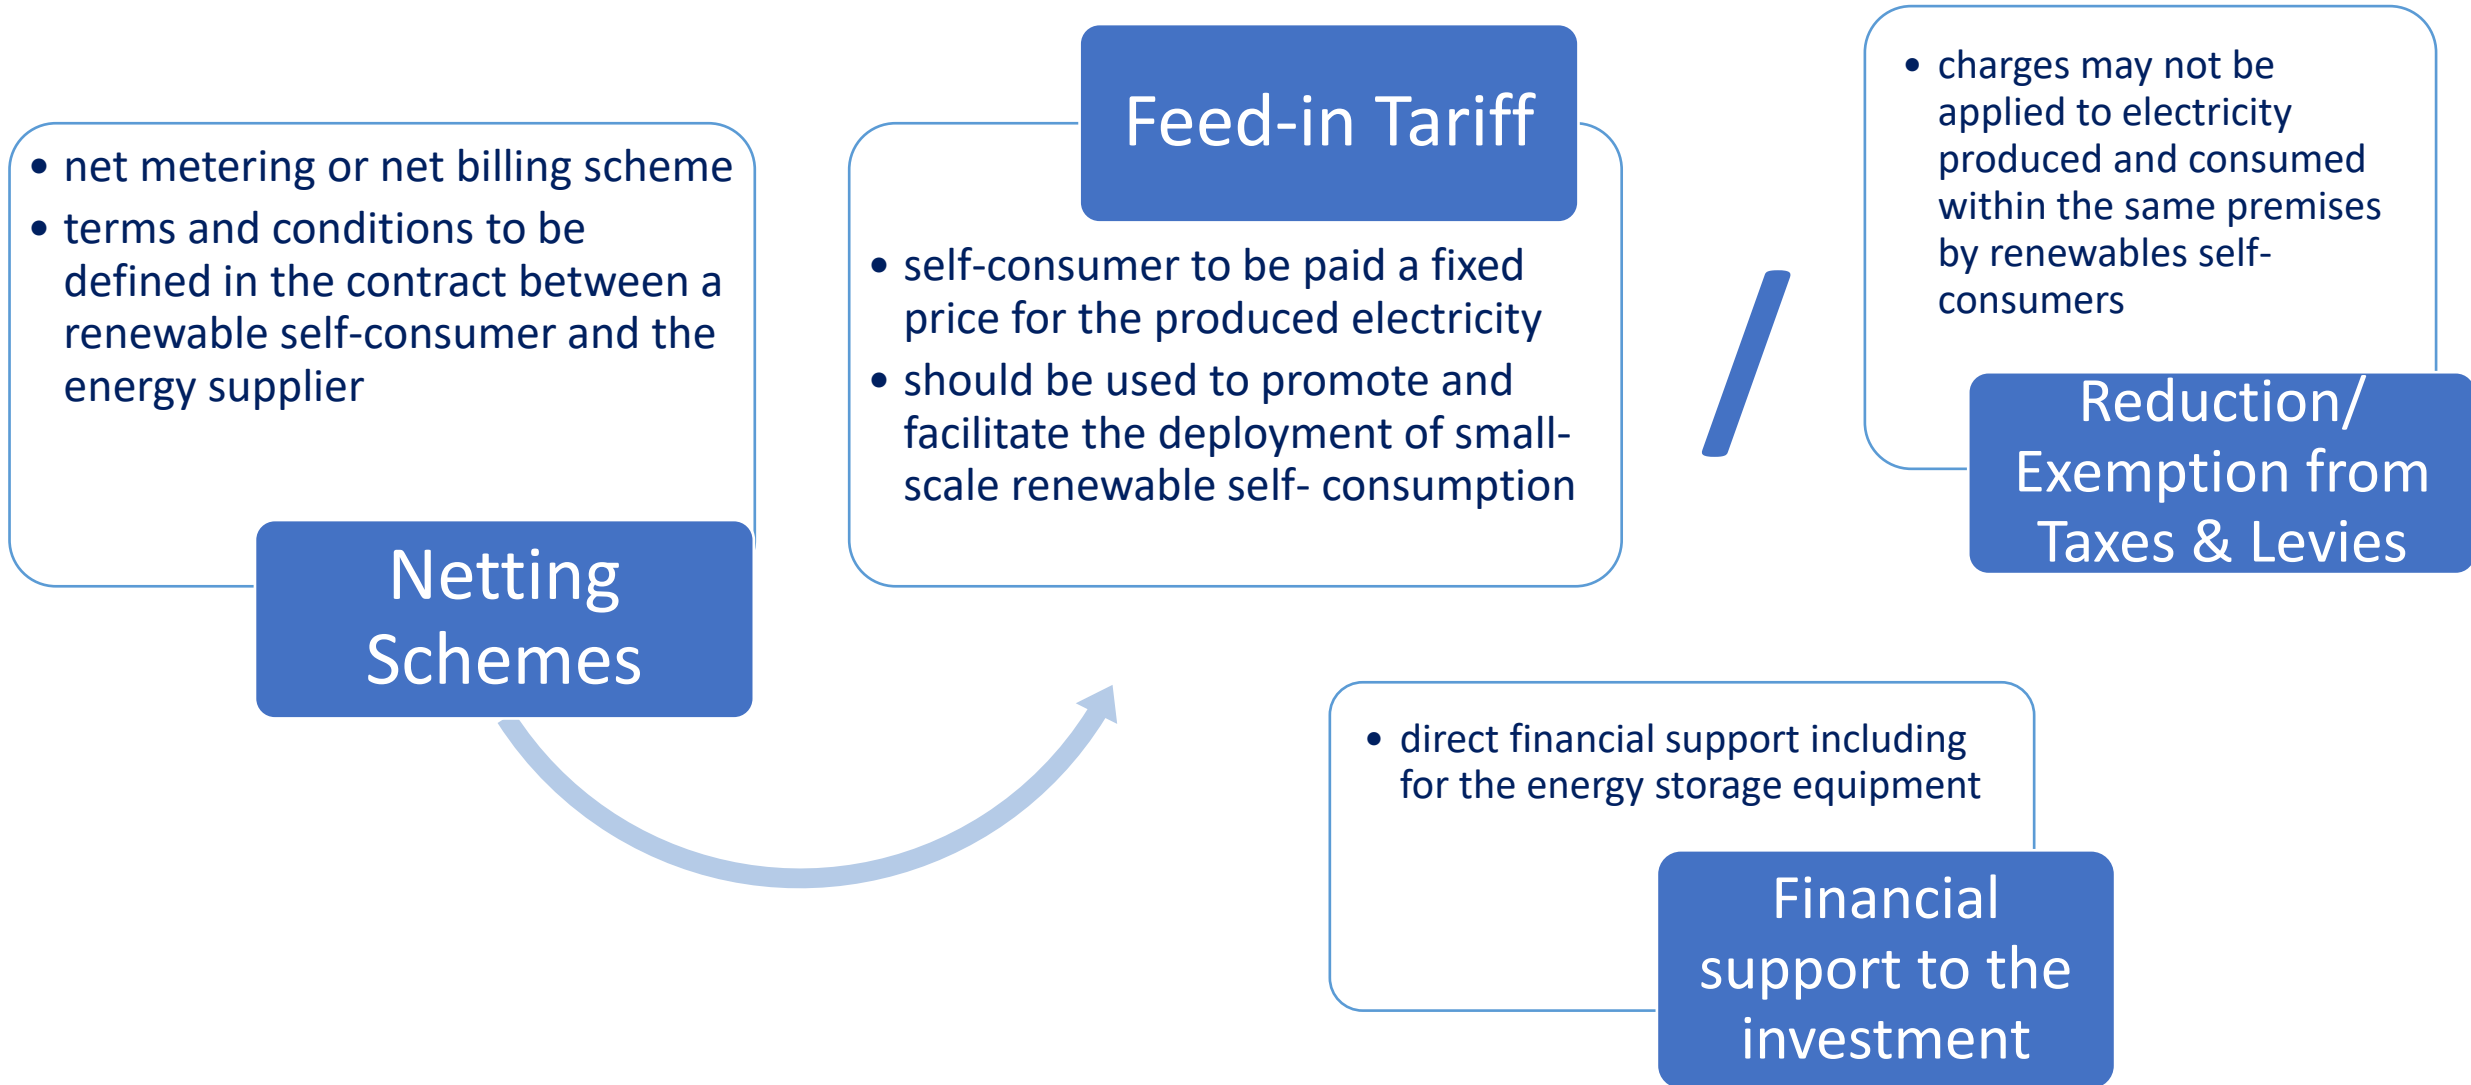 • net metering or net billing scheme
• terms and conditions to be
defined in the contract between a
renewable self-consumer and the
energy supplier
Netting
Schemes
Feed-in Tariff
• self-consumer to be paid a fixed
price for the produced electricity
• should be used to promote and
facilitate the deployment of small-
scale renewable self- consumption
/
• charges may not be
applied to electricity
produced and consumed
within the same premises
by renewables self-
consumers
Reduction/
Exemption from
Taxes & Levies
• direct financial support including
for the energy storage equipment
Financial
support to the
investment